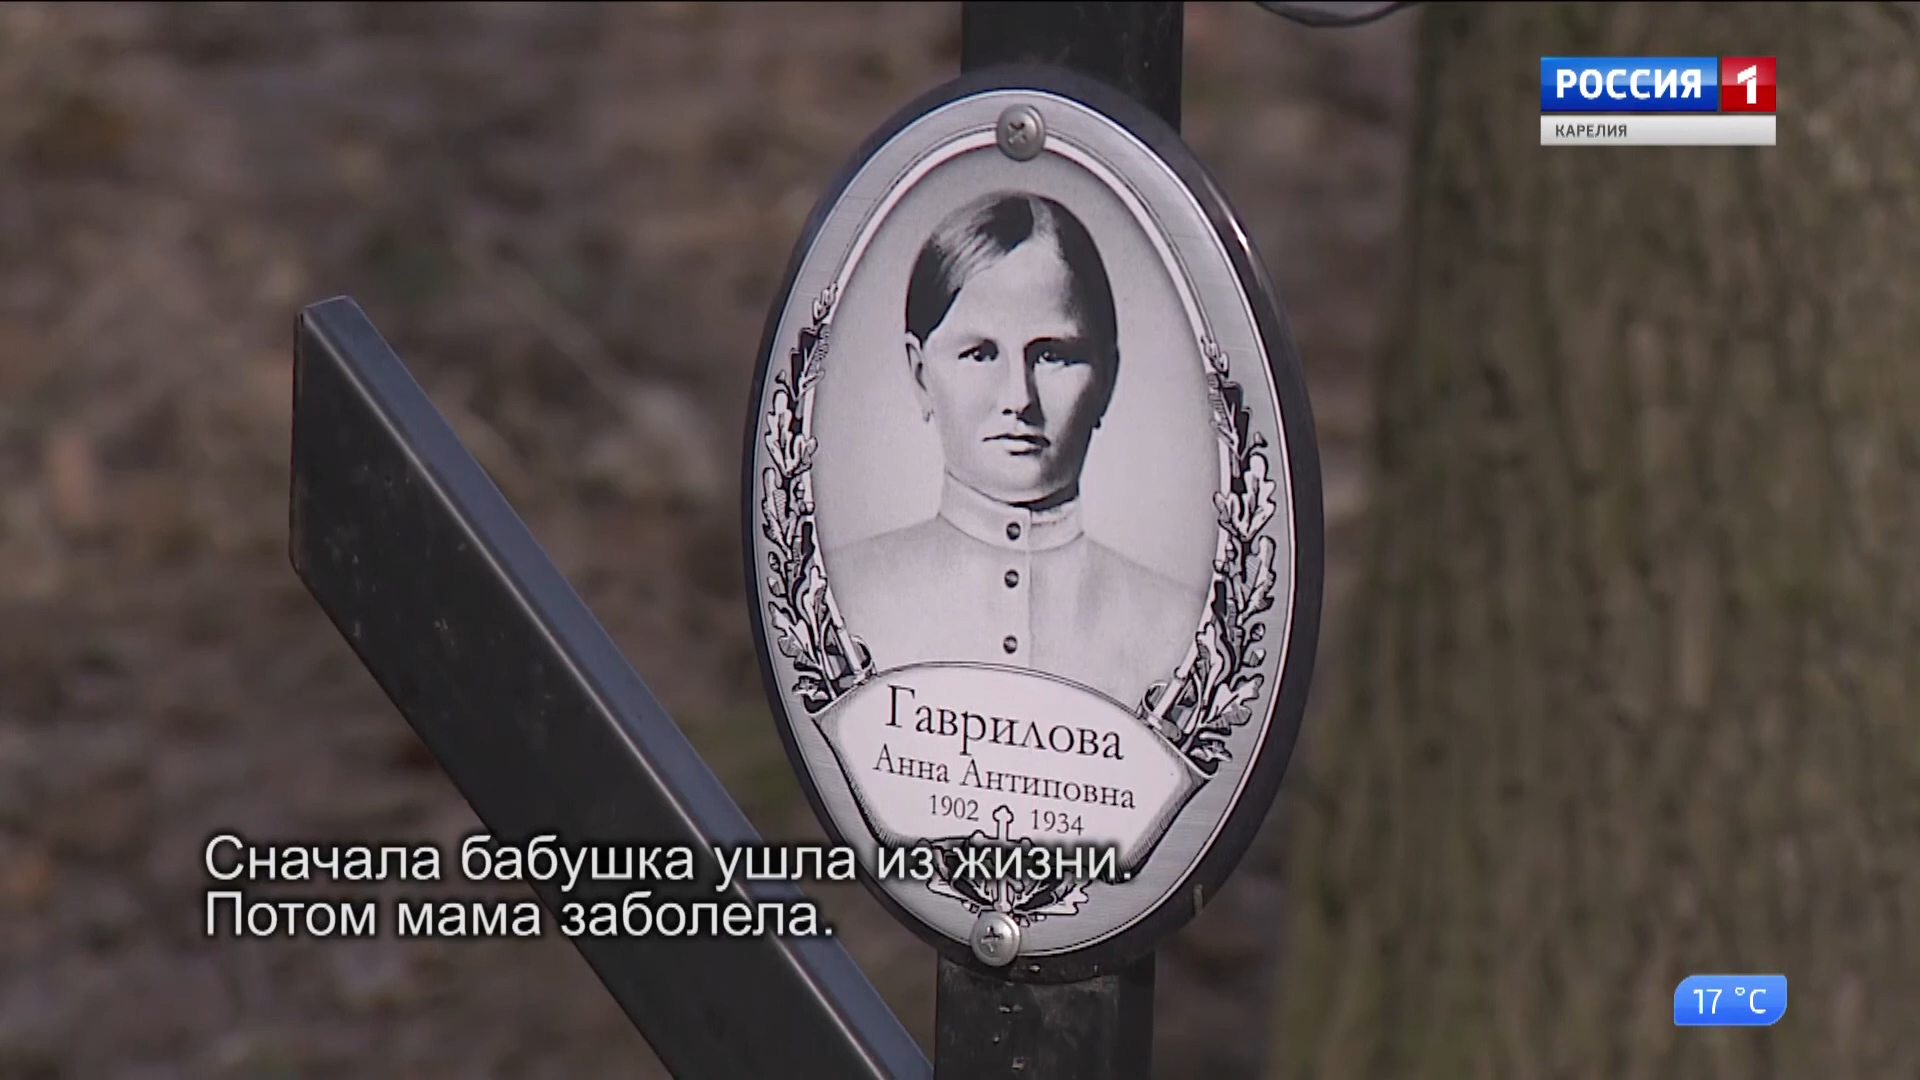 РОССИЯ 1
КАРЕЛИЯ
Гаврилова
Анна Антиповна
1902 1934
Сначала бабушка ушла из жизни.
Потом мама заболела.
17 °C